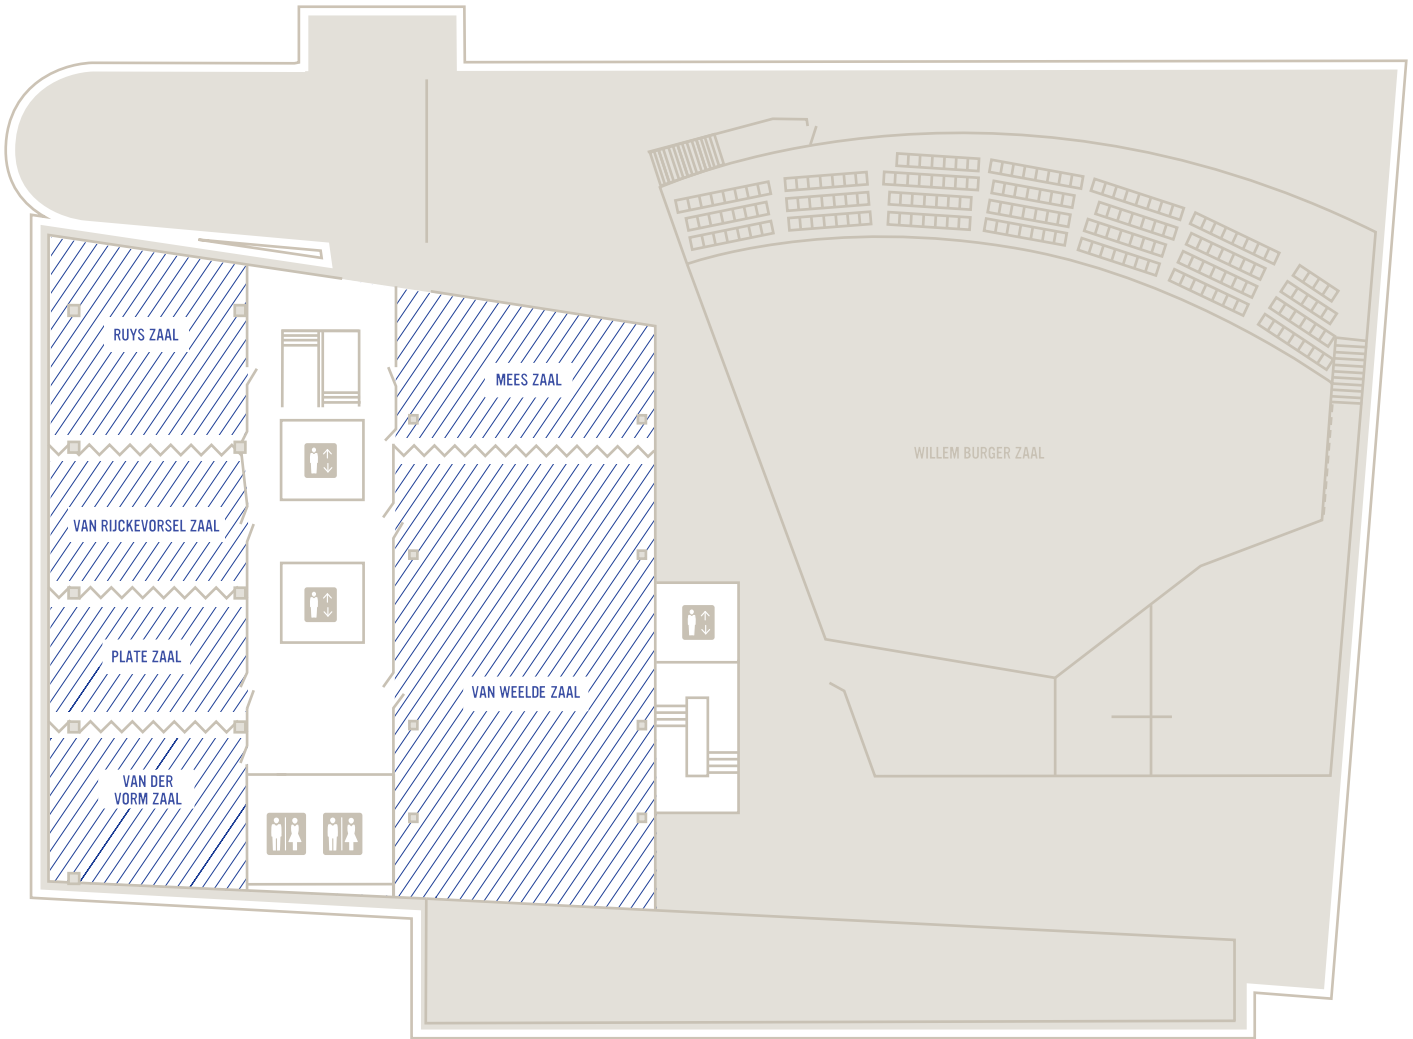 RUYS ZAAL
MEES ZAAL
WILLEM BURGER ZAAL
VAN RIJCKEVORSEL ZAAL
PLATE ZAAL
VAN WEELDE ZAAL
VAN DER
VORM ZAAL